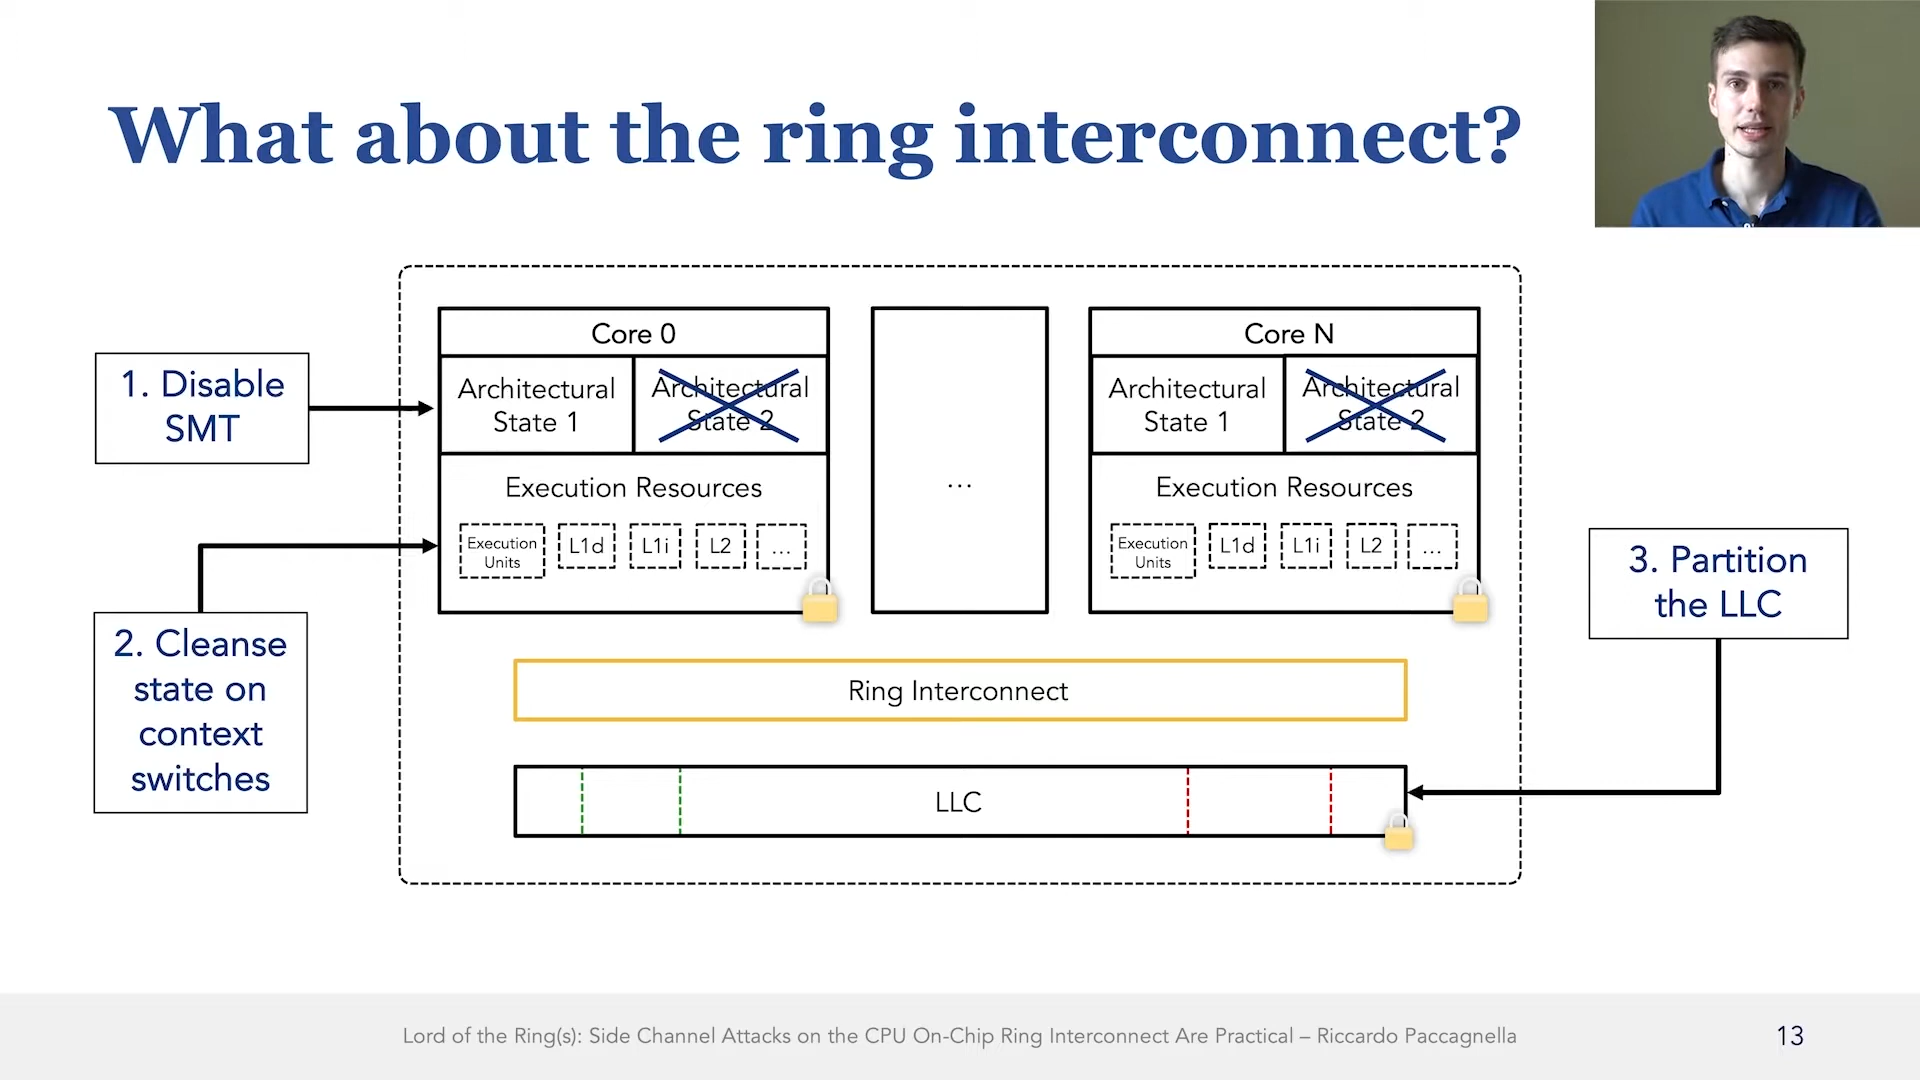 What about the ring interconnect?
1. Disable
SMT
2. Cleanse
state on
context
switches
Core 0
Architectural
State 1
Architectural
State 2
Execution Resources
Execution
Units
L1d
L1i
L2
...
...
Core N
Architectural
State 1
Architectural
State 2
Execution Resources
Execution
Units
L1d
L1i
L2
...
3. Partition
the LLC
Ring Interconnect
LLC
Lord of the Ring(s): Side Channel Attacks on the CPU On-Chip Ring Interconnect Are Practical – Riccardo Paccagnella
13